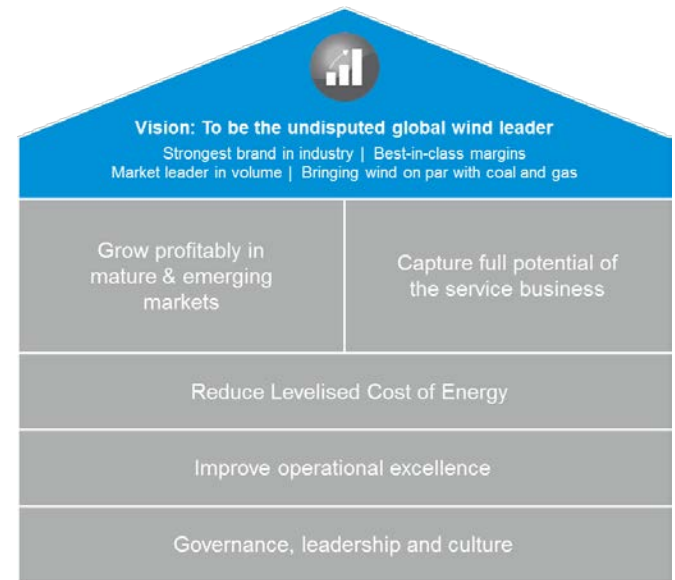 Vision: To be the undisputed global wind leader
Strongest brand in industry | Best-in-class margins
Market leader in volume | Bringing wind on par with coal and gas
Grow profitably in
mature & emerging
markets
Capture full potential of
the service business
Reduce Levelised Cost of Energy
Improve operational excellence
Governance, leadership and culture